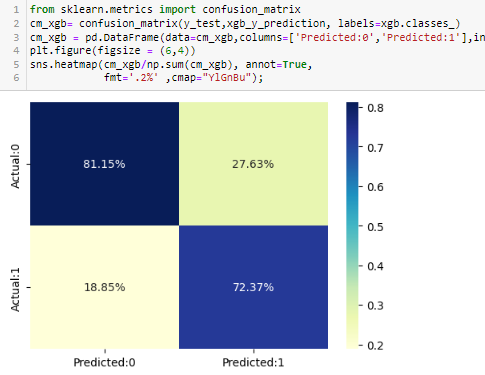 1 from sklearn.metrics import confusion_matrix
2 cm_xgb= confusion_matrix(y_test,xgb_y_prediction, labels=xgb.classes_)
3 cm_xgb = pd.DataFrame(data=cm_xgb,columns=['Predicted:0','Predicted:1'],in
4 plt.figure(figsize = (6,4))
5 sns.heatmap(cm_xgb/np.sum(cm_xgb), annot=True,
6 fmt='.2%' ,cmap="YlGnBu");
0.8
Actual:0
81.15%
27.63%
0.7
0.6
0.5
0.4
Actual:1
18.85%
72.37%
0.3
0.2
Predicted:0
Predicted:1